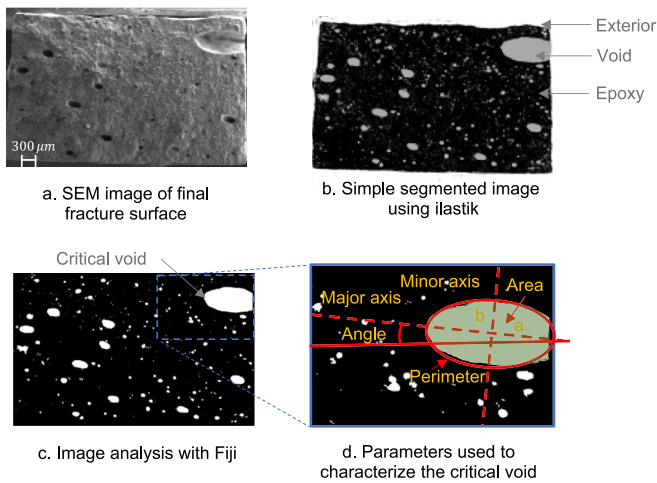 300 μm
a. SEM image of final
fracture surface
Exterior
Void
Epoxy
b. Simple segmented image
using ilastik
Critical void
c. Image analysis with Fiji
Minor axis
Area
Major axis
b
a
Angle
Perimeter
d. Parameters used to
characterize the critical void